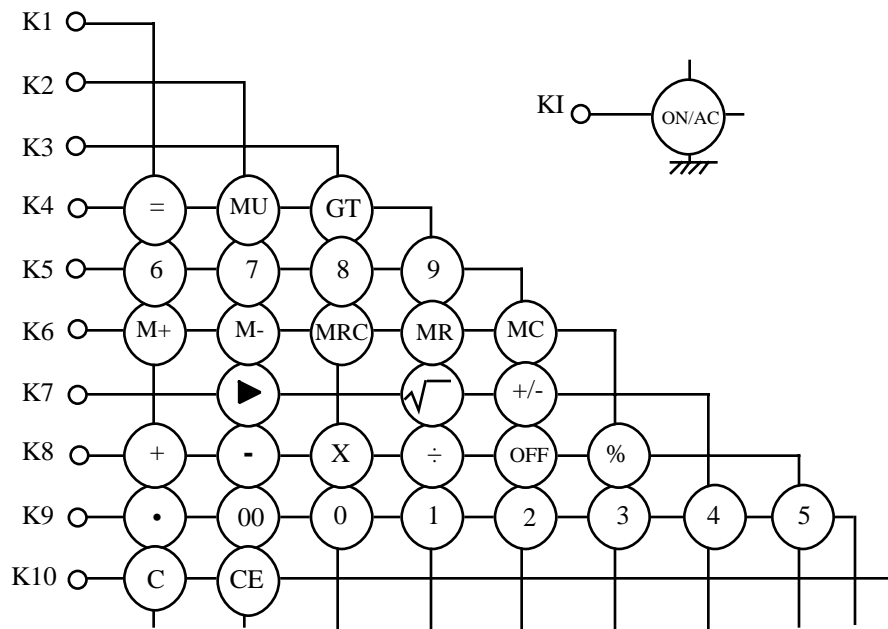 K1
K2
K3
KI ON/AC
K4 = MU GT
K5 6 7 8 9
K6 M+ M- MRC MR MC
K7 ▶ √ +/-
K8 + - X ÷ OFF %
K9 • 00 0 1 2 3 4 5
K10 C CE